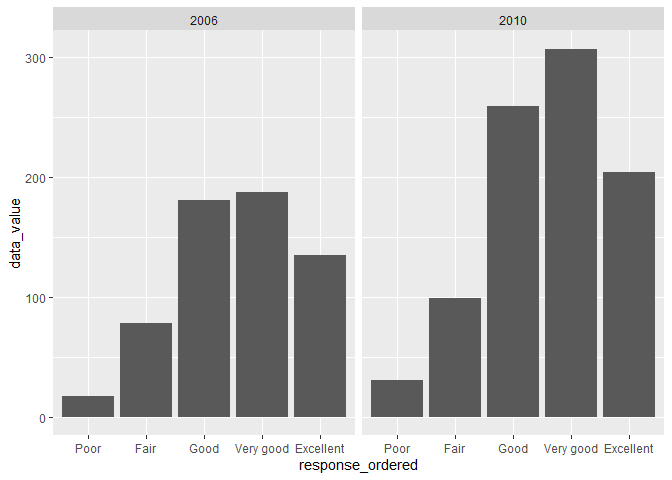 2006 2010
300
200
100
0
data_value
Poor Fair Good Very good Excellent Poor Fair Good Very good Excellent
response_ordered